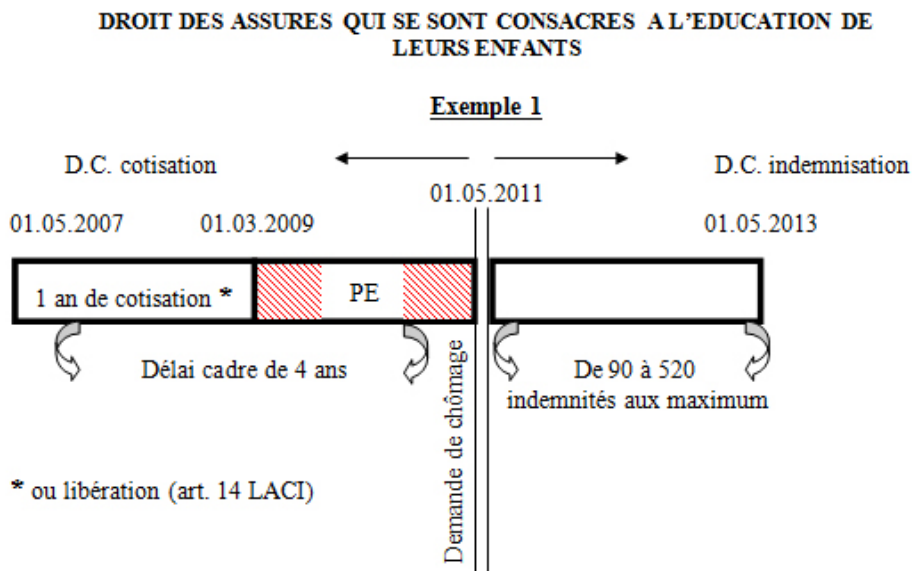 DROIT DES ASSURES QUI SE SONT CONSACRES A L'EDUCATION DE
LEURS ENFANTS
Exemple 1
D.C. cotisation
D.C. indemnisation
01.05.2011
01.05.2007
01.03.2009
01.05.2013
1 an de cotisation *
PE
Délai cadre de 4 ans
De 90 à 520
indemnités aux maximum
Demande de chômage
* ou libération (art. 14 LACI)